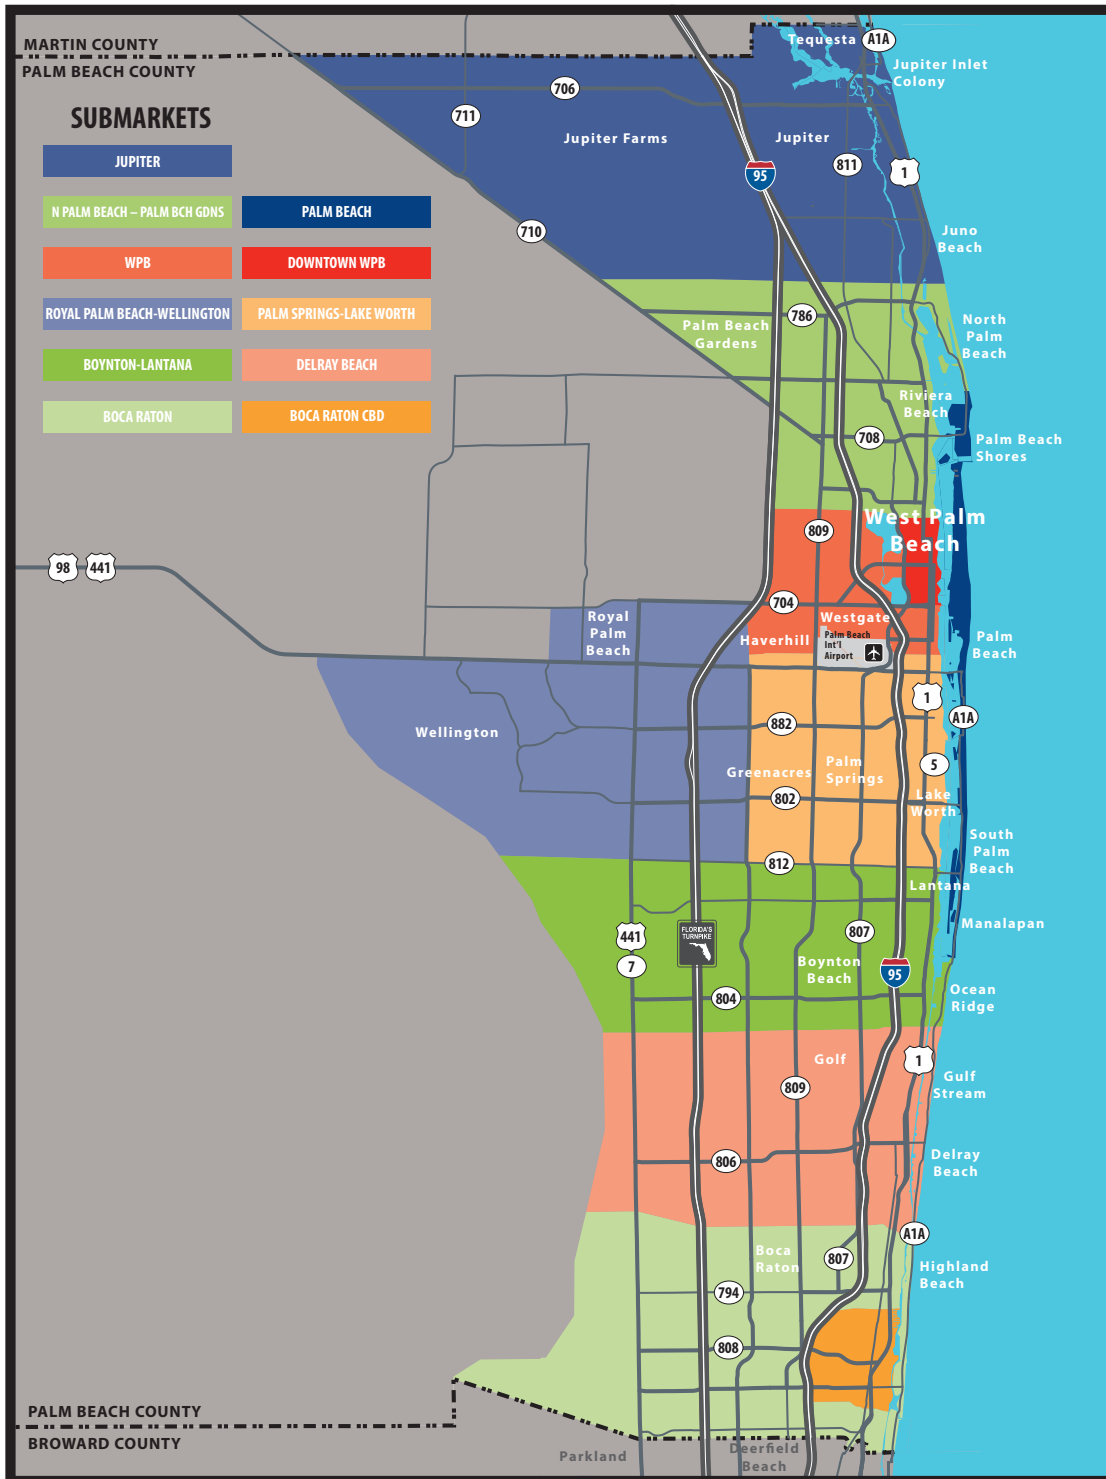 MARTIN COUNTY
PALM BEACH COUNTY
SUBMARKETS
JUPITER
N PALM BEACH – PALM BCH GDNS
PALM BEACH
WPB
DOWNTOWN WPB
ROYAL PALM BEACH-WELLINGTON
PALM SPRINGS-LAKE WORTH
BOYNTON-LANTANA
DELRAY BEACH
BOCA RATON
BOCA RATON CBD
Tequesta
A1A
Jupiter Inlet
Colony
706
711
Jupiter Farms
Jupiter
811
95
1
710
Juno
Beach
786
Palm Beach
Gardens
North
Palm
Beach
Riviera
Beach
708
Palm Beach
Shores
West Palm
Beach
809
98
441
704
Royal
Palm
Beach
Westgate
Haverhill
Palm Beach
Int'l
Airport
Palm
Beach
1
A1A
882
Wellington
5
Greenacres
Palm
Springs
802
Lake
Worth
South
Palm
Beach
812
Lantana
Manalapan
441
7
FLORIDA'S
TURNPIKE
807
Boynton
Beach
95
804
Ocean
Ridge
Golf
1
809
Gulf
Stream
806
Delray
Beach
A1A
Boca
Raton
807
Highland
Beach
794
808
PALM BEACH COUNTY
BROWARD COUNTY
Parkland
Deerfield
Beach